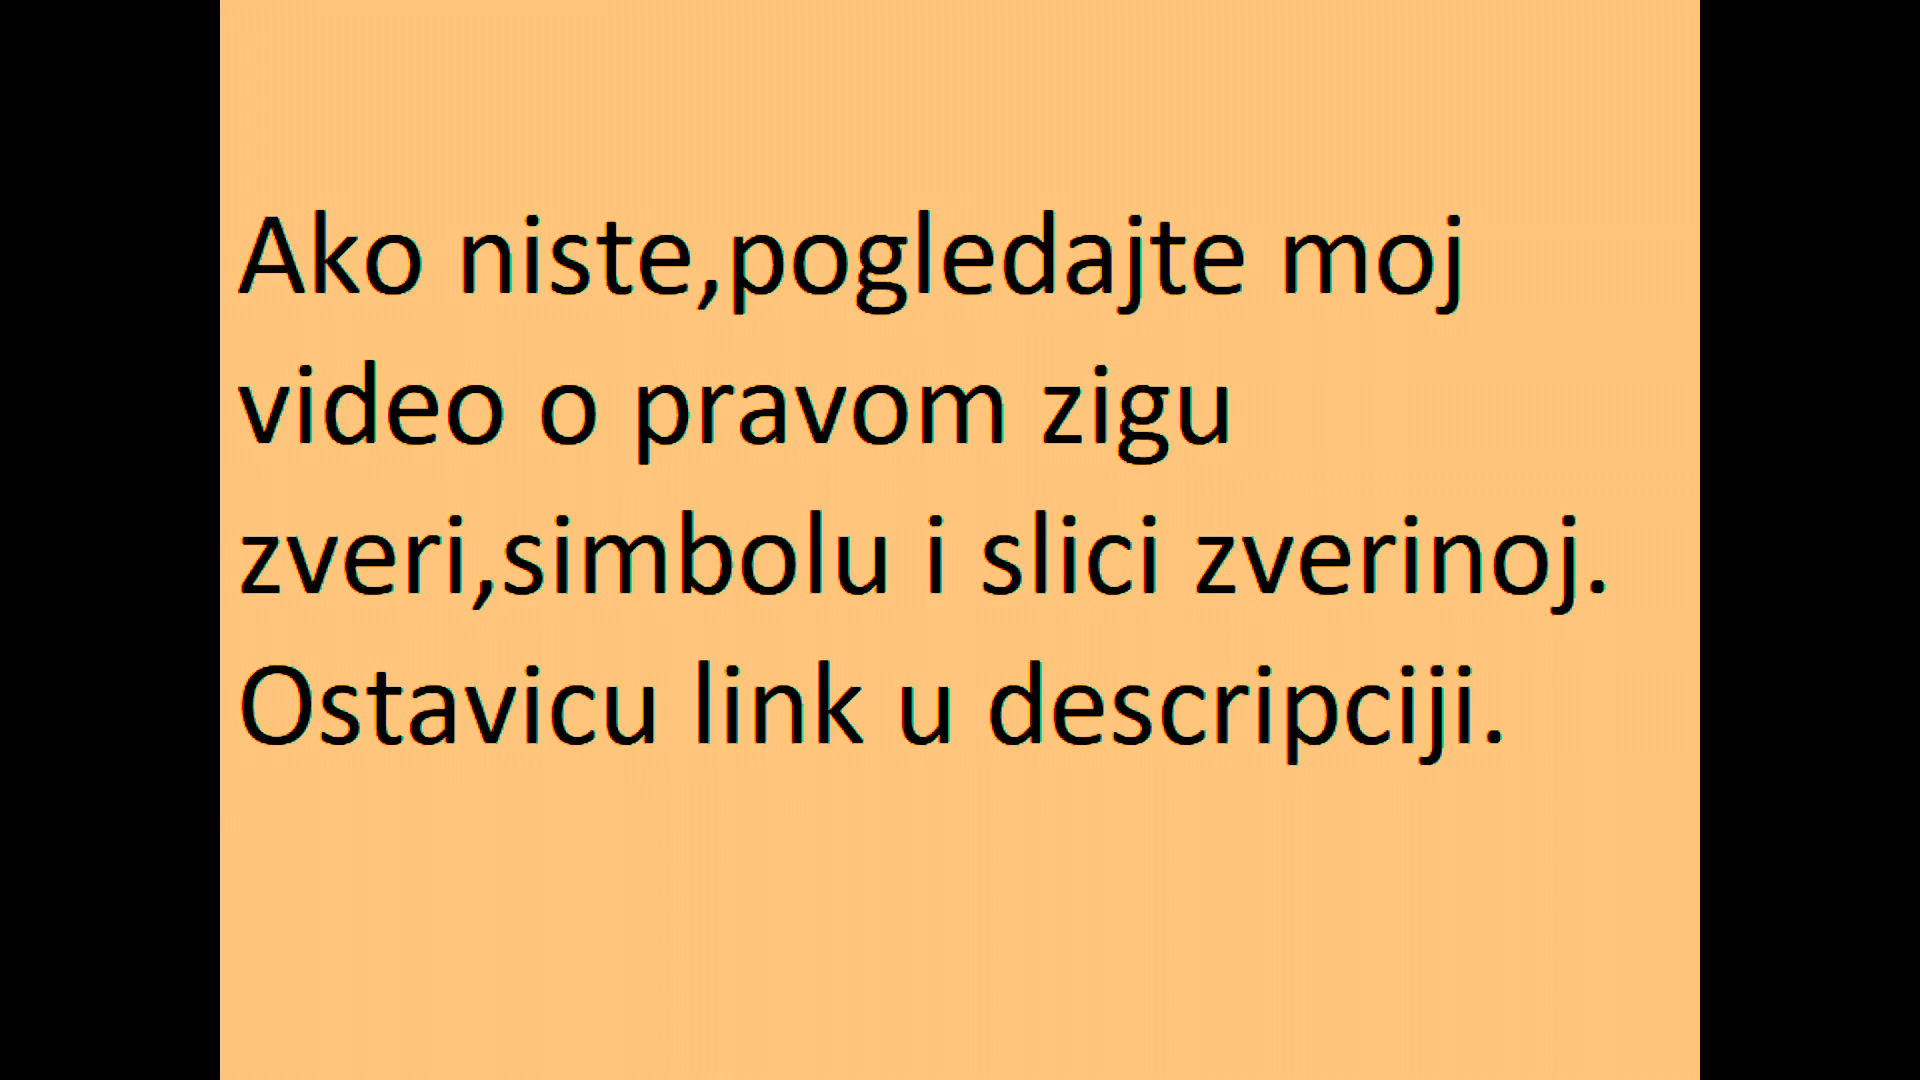 Ako niste,pogledajte moj
video o pravom zigu
zveri,simbolu i slici zverinoj.
Ostavicu link u descripciji.